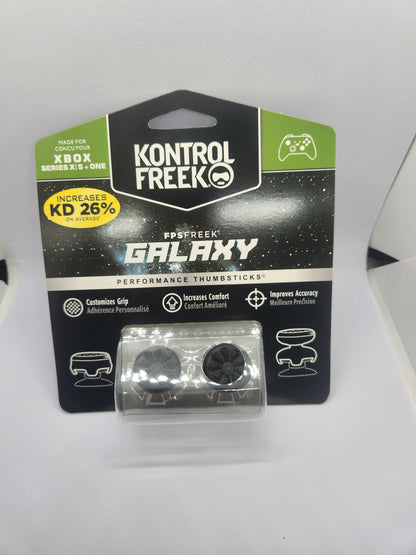 MADE FOR
CONÇU POUR
XBOX
SERIES X|S + ONE
KONTROL
FREEK
INCREASES
KD 26%
ON AVERAGE*
FPSFREEK®
GALAXY
PERFORMANCE THUMBSTICKS®
Customizes Grip
Adhérence Personnalisé
Increases Comfort
Confort Amélioré
Improves Accuracy
Meilleure Précision